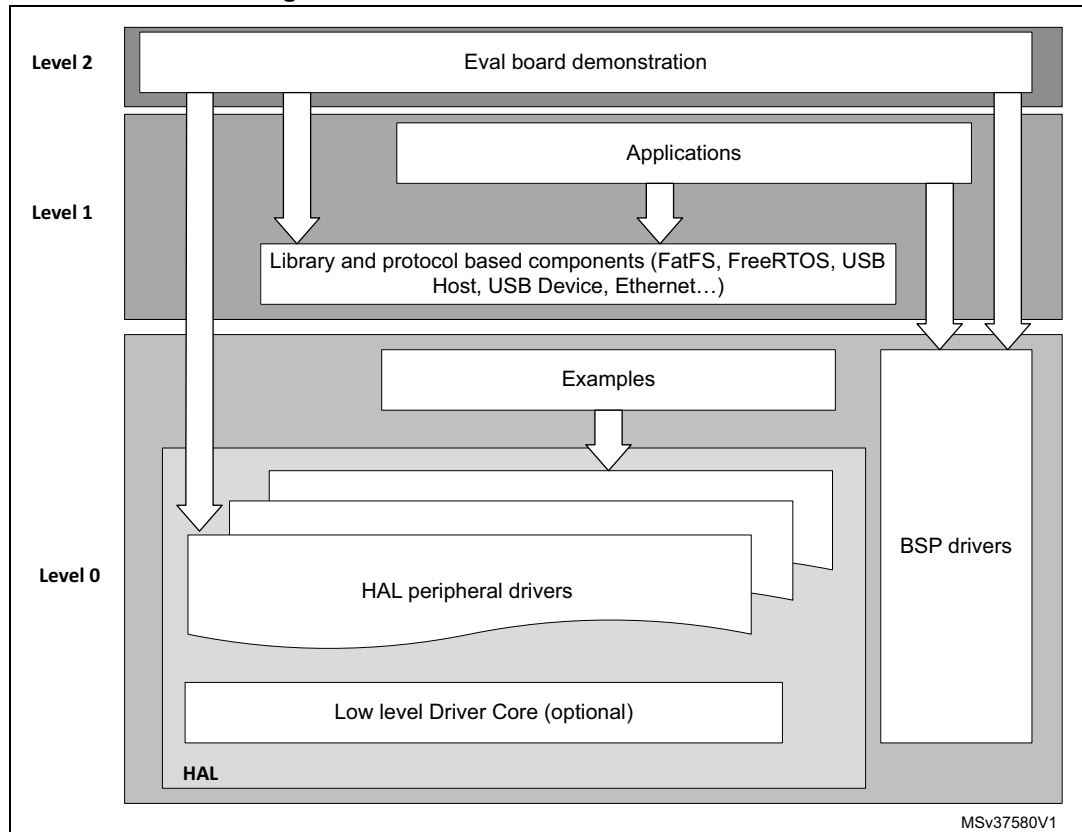 Level 2
Eval board demonstration
Applications
Level 1
Library and protocol based components (FatFS, FreeRTOS, USB
Host, USB Device, Ethernet…)
Examples
BSP drivers
Level 0
HAL peripheral drivers
Low level Driver Core (optional)
HAL
MSv37580V1